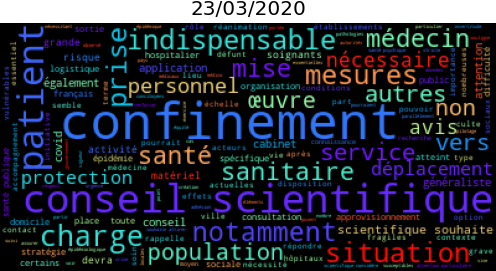 23/03/2020
indispensable
médecin
prise
mise
nécessaire
personnel
mesures
patient
œuvre
autres
non
confinement
avis
vers
santé
service
sanitaire
déplacement
protection
conseil scientifique
charge
notamment
population
situation
scientifique souhaite
grande
risque
logistique
également
français
semble
covid
activité
épidémie
médecine
hospitalier
défunt
soignants
application
organisation
échelle
conditions
part
pourrait
acteurs
cabinet
spécifique
vie
après
matériel
effets
actuelles
disposition
domicile
place
toute
conseil
ville
consultation
approvisionnement
contact
rappelle
répondre
fragiles
contexte
stratégie
devra
certains
sociale
nécessité
hôpitaux
généraliste
atteint
type
culte
difficulté
public
pouvoir
attention
établissements
réanimation
rôle
sortie
essentiel
vulnérables
accompagnement
santé publique
option
grave
nombreuses
importance
terme
lieu
moyen
soin